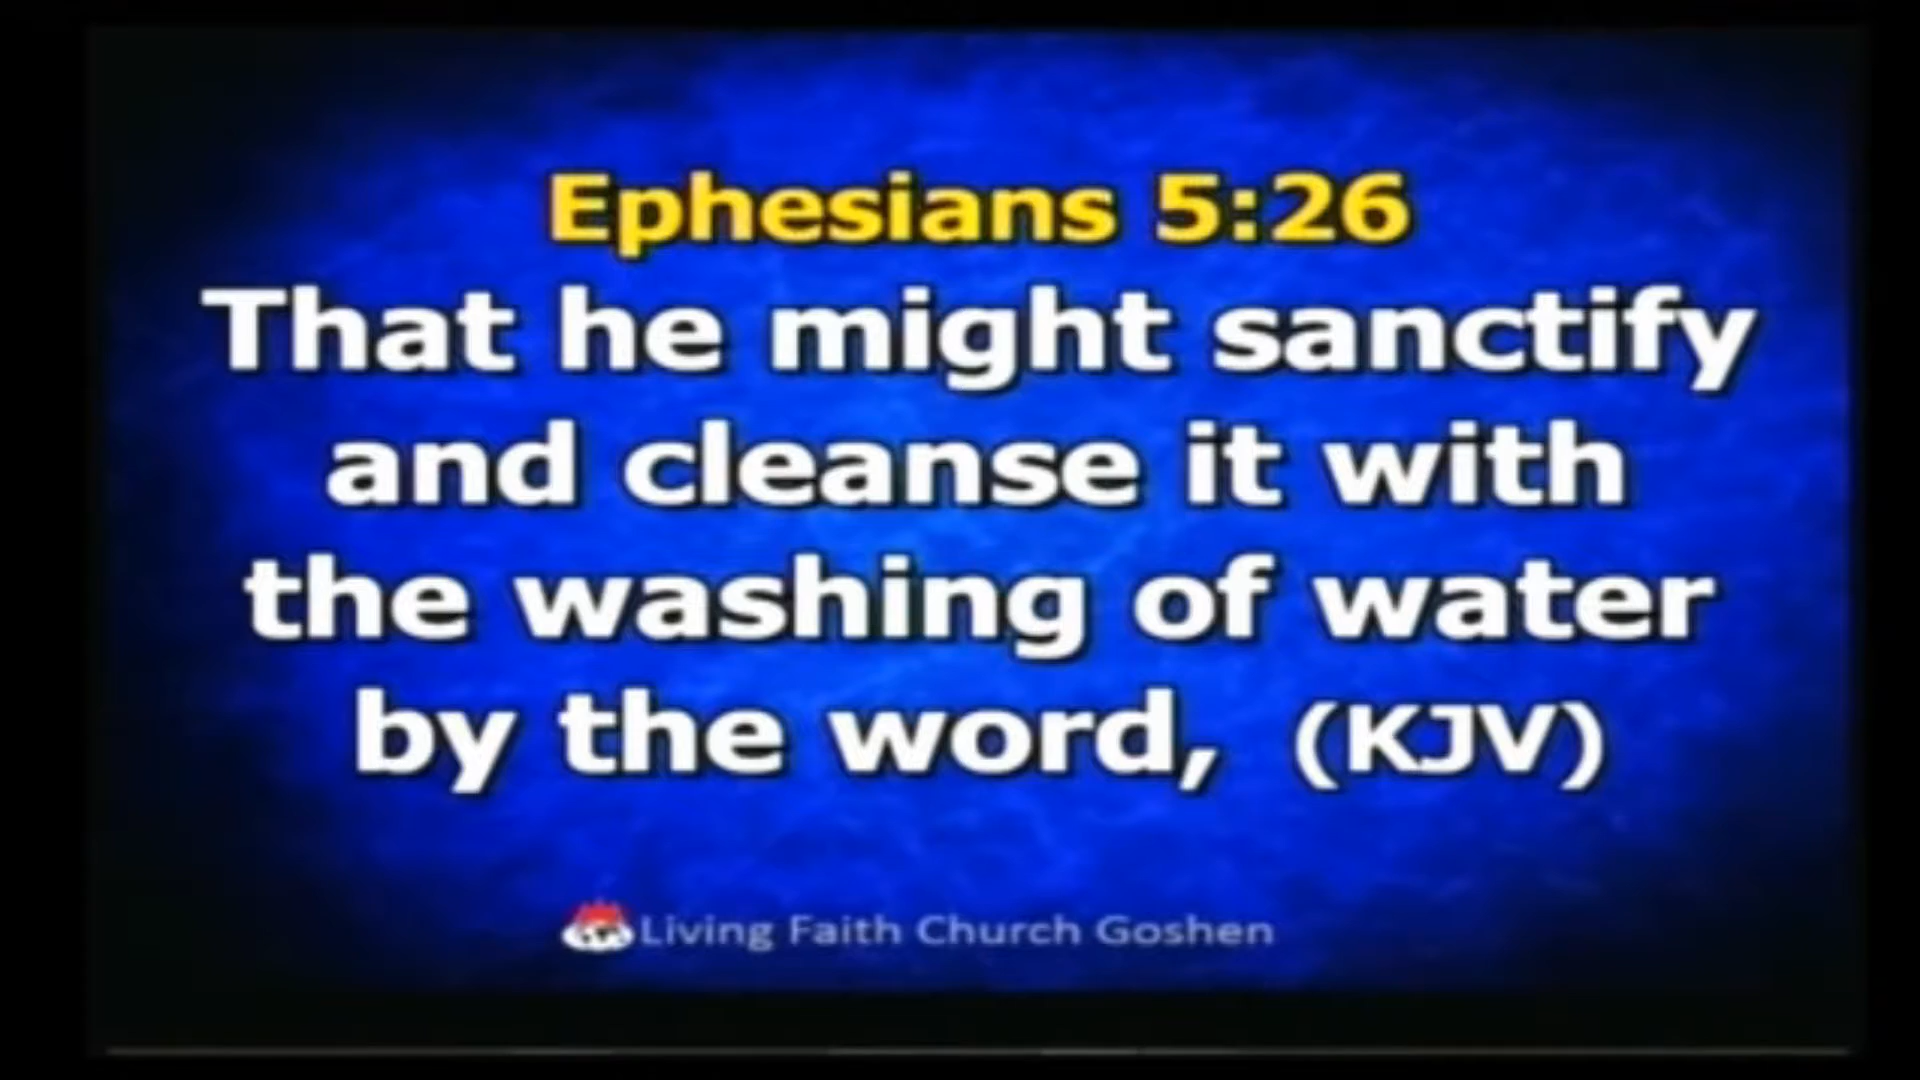 Ephesians 5:26
That he might sanctify
and cleanse it with
the washing of water
by the word, (KJV)
Living Faith Church Goshen